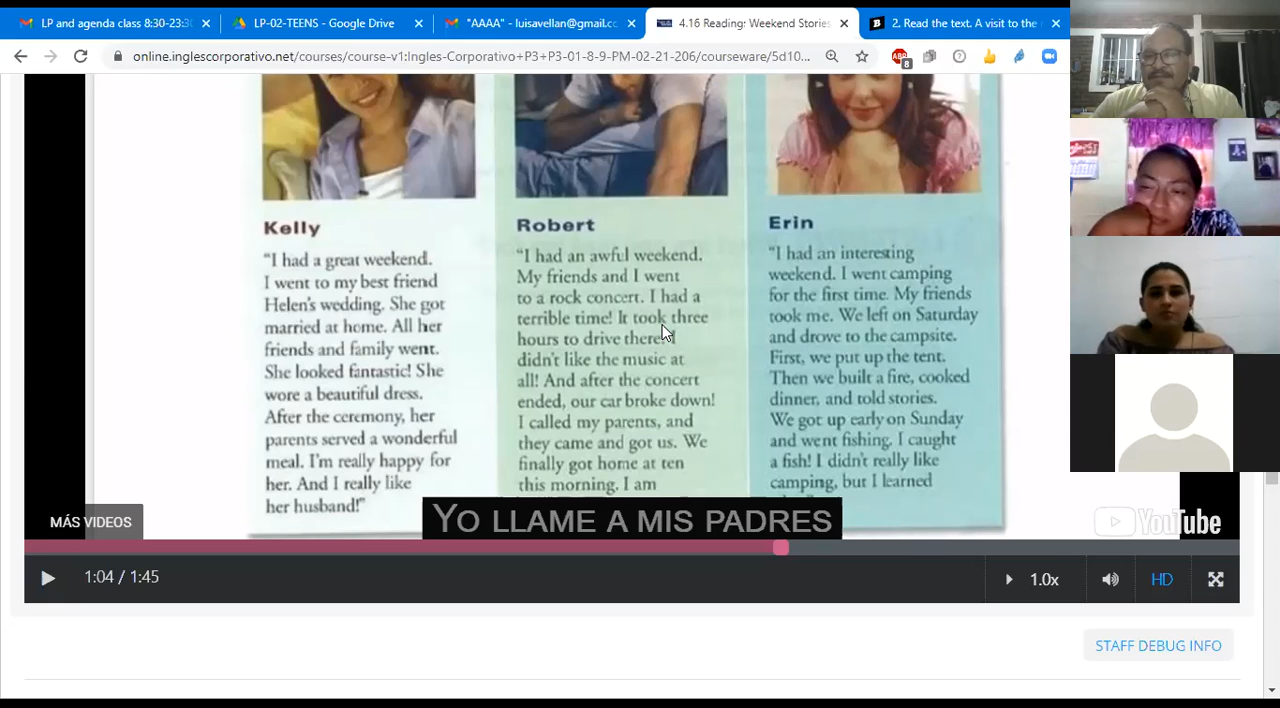 LP and agenda class 8:30-23:3
LP-02-TEENS - Google Drive
"AAAA" - luisavellan@gmail.cc
4.16 Reading: Weekend Stories
2. Read the text. A visit to the
online.inglescorporativo.net/courses/course-v1:Ingles-Corporativo+P3+P3-01-8-9-PM-02-21-206/courseware/5d10...
ABP
8
Kelly
"I had a great weekend.
I went to my best friend
Helen's wedding. She got
married at home. All her
friends and family went.
She looked fantastic! She
wore a beautiful dress.
After the ceremony, her
parents served a wonderful
meal. I'm really happy for
her. And I really like
her husband!"
Robert
"I had an awful weekend.
My friends and I went
to a rock concert. I had a
terrible time! It took three
hours to drive there. I
didn't like the music at
all! And after the concert
ended, our car broke down!
I called my parents, and
they came and got us. We
finally got home at ten
this morning. I am
Erin
"I had an interesting
weekend. I went camping
for the first time. My friends
took me. We left on Saturday
and drove to the campsite.
First, we put up the tent.
Then we built a fire, cooked
dinner, and told stories.
We got up early on Sunday
and went fishing. I caught
a fish! I didn't really like
camping, but I learned
YO LLAME A MIS PADRES
MÁS VIDEOS
YouTube
1:04 / 1:45
1.0x
HD
STAFF DEBUG INFO